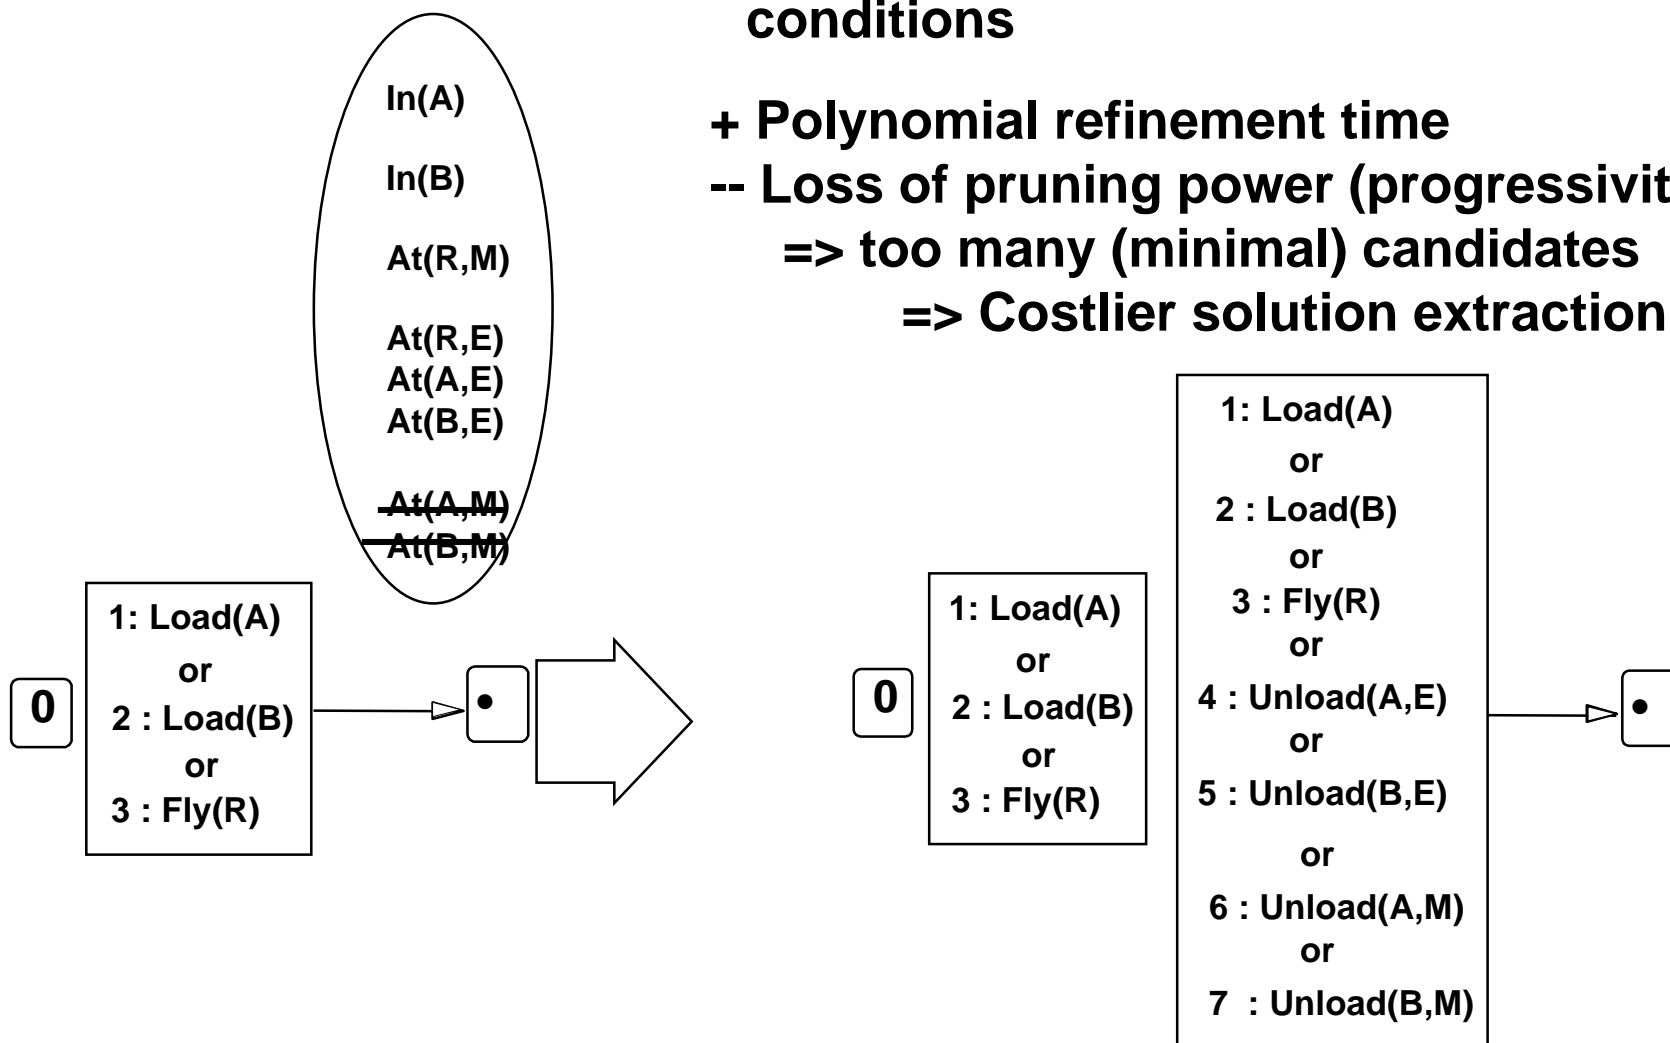 conditions
+ Polynomial refinement time
-- Loss of pruning power (progressivit
=> too many (minimal) candidates
=> Costlier solution extraction
In(A)
In(B)
At(R,M)
At(R,E)
At(A,E)
At(B,E)
At(A,M)
At(B,M)
0
1: Load(A)
or
2 : Load(B)
or
3 : Fly(R)
•
0
1: Load(A)
or
2 : Load(B)
or
3 : Fly(R)
1: Load(A)
or
2 : Load(B)
or
3 : Fly(R)
or
4 : Unload(A,E)
or
5 : Unload(B,E)
or
6 : Unload(A,M)
or
7 : Unload(B,M)
•